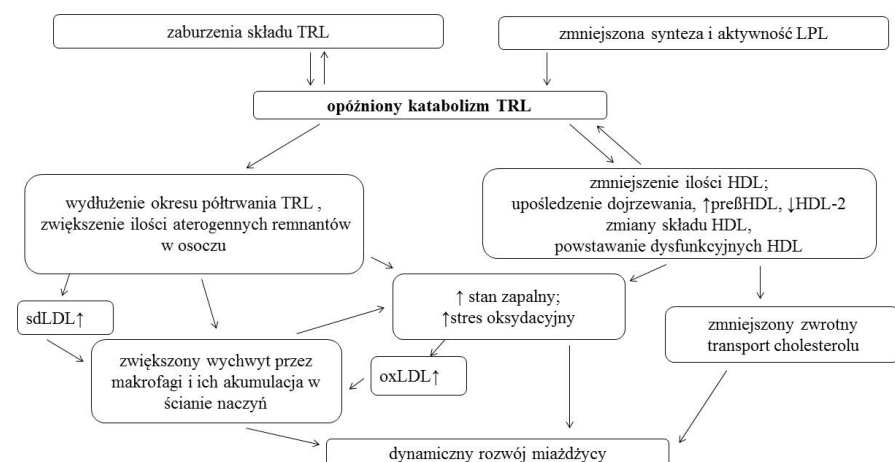 zaburzenia składu TRL
zmniejszona synteza i aktywność LPL
opóźniony katabolizm TRL
wydłużenie okresu półtrwania TRL ,
zwiększenie ilości aterogennych remnantów
w osoczu
zmniejszenie ilości HDL;
upośledzenie dojrzewania, ↑preßHDL, ↓HDL-2
zmiany składu HDL,
powstawanie dysfunkcyjnych HDL
sdLDL↑
↑ stan zapalny;
↑stres oksydacyjny
zmniejszony zwrotny
transport cholesterolu
zwiększony wychwyt przez
makrofagi i ich akumulacja w
ścianie naczyń
oxLDL↑
dynamiczny rozwój miażdżycy